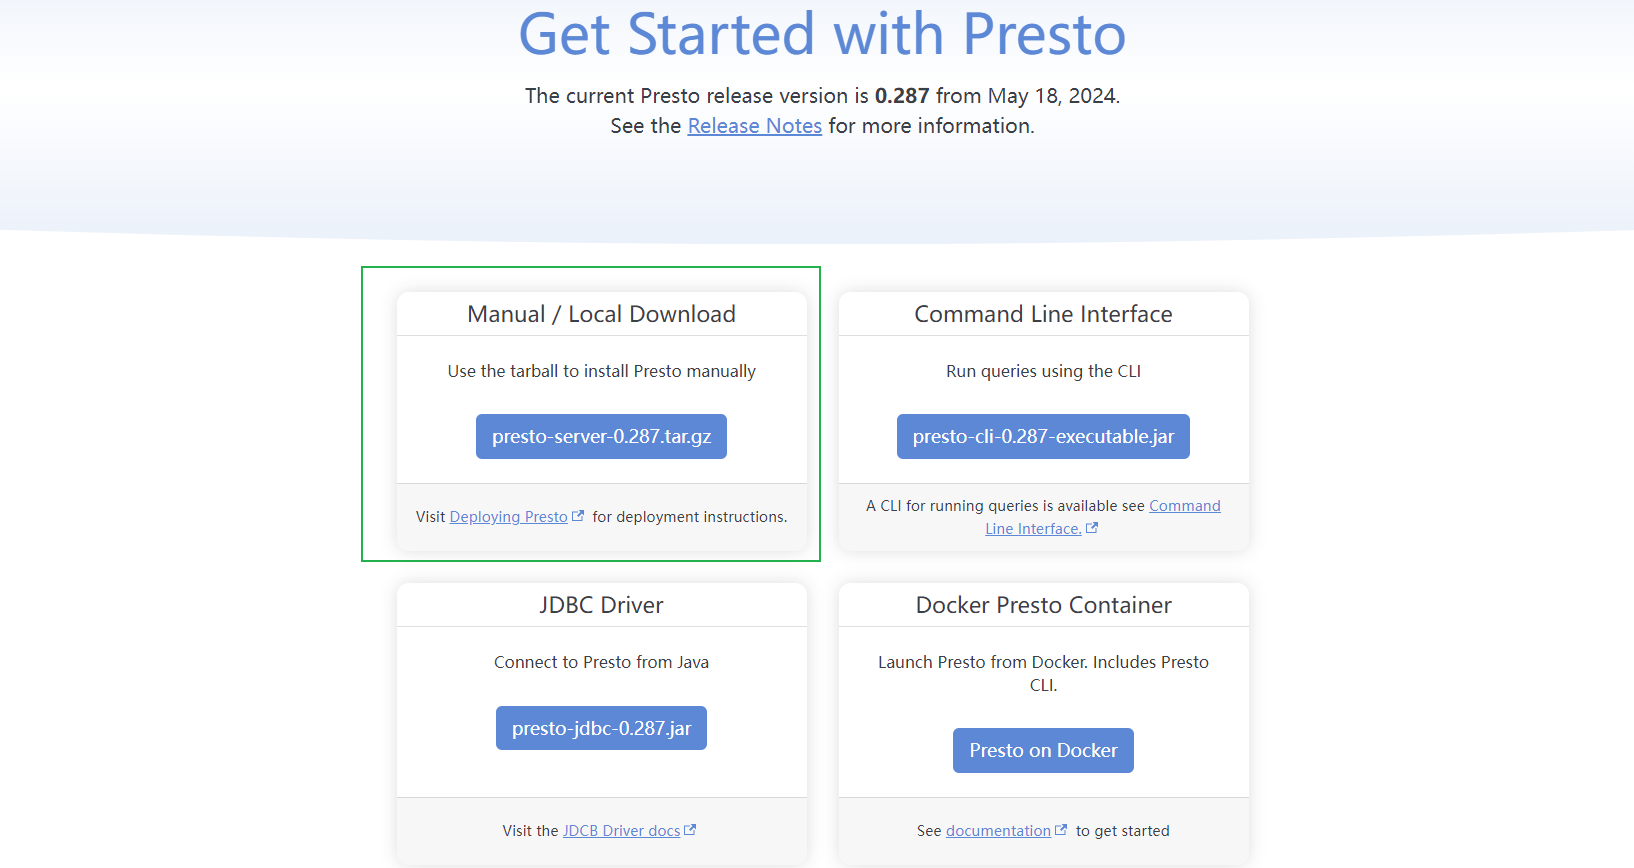 Get Started with Presto
The current Presto release version is 0.287 from May 18, 2024.
See the Release Notes for more information.
Manual / Local Download
Use the tarball to install Presto manually
presto-server-0.287.tar.gz
Visit Deploying Presto for deployment instructions.
Command Line Interface
Run queries using the CLI
presto-cli-0.287-executable.jar
A CLI for running queries is available see Command
Line Interface.
JDBC Driver
Connect to Presto from Java
presto-jdbc-0.287.jar
Visit the JDCB Driver docs
Docker Presto Container
Launch Presto from Docker. Includes Presto
CLI.
Presto on Docker
See documentation to get started